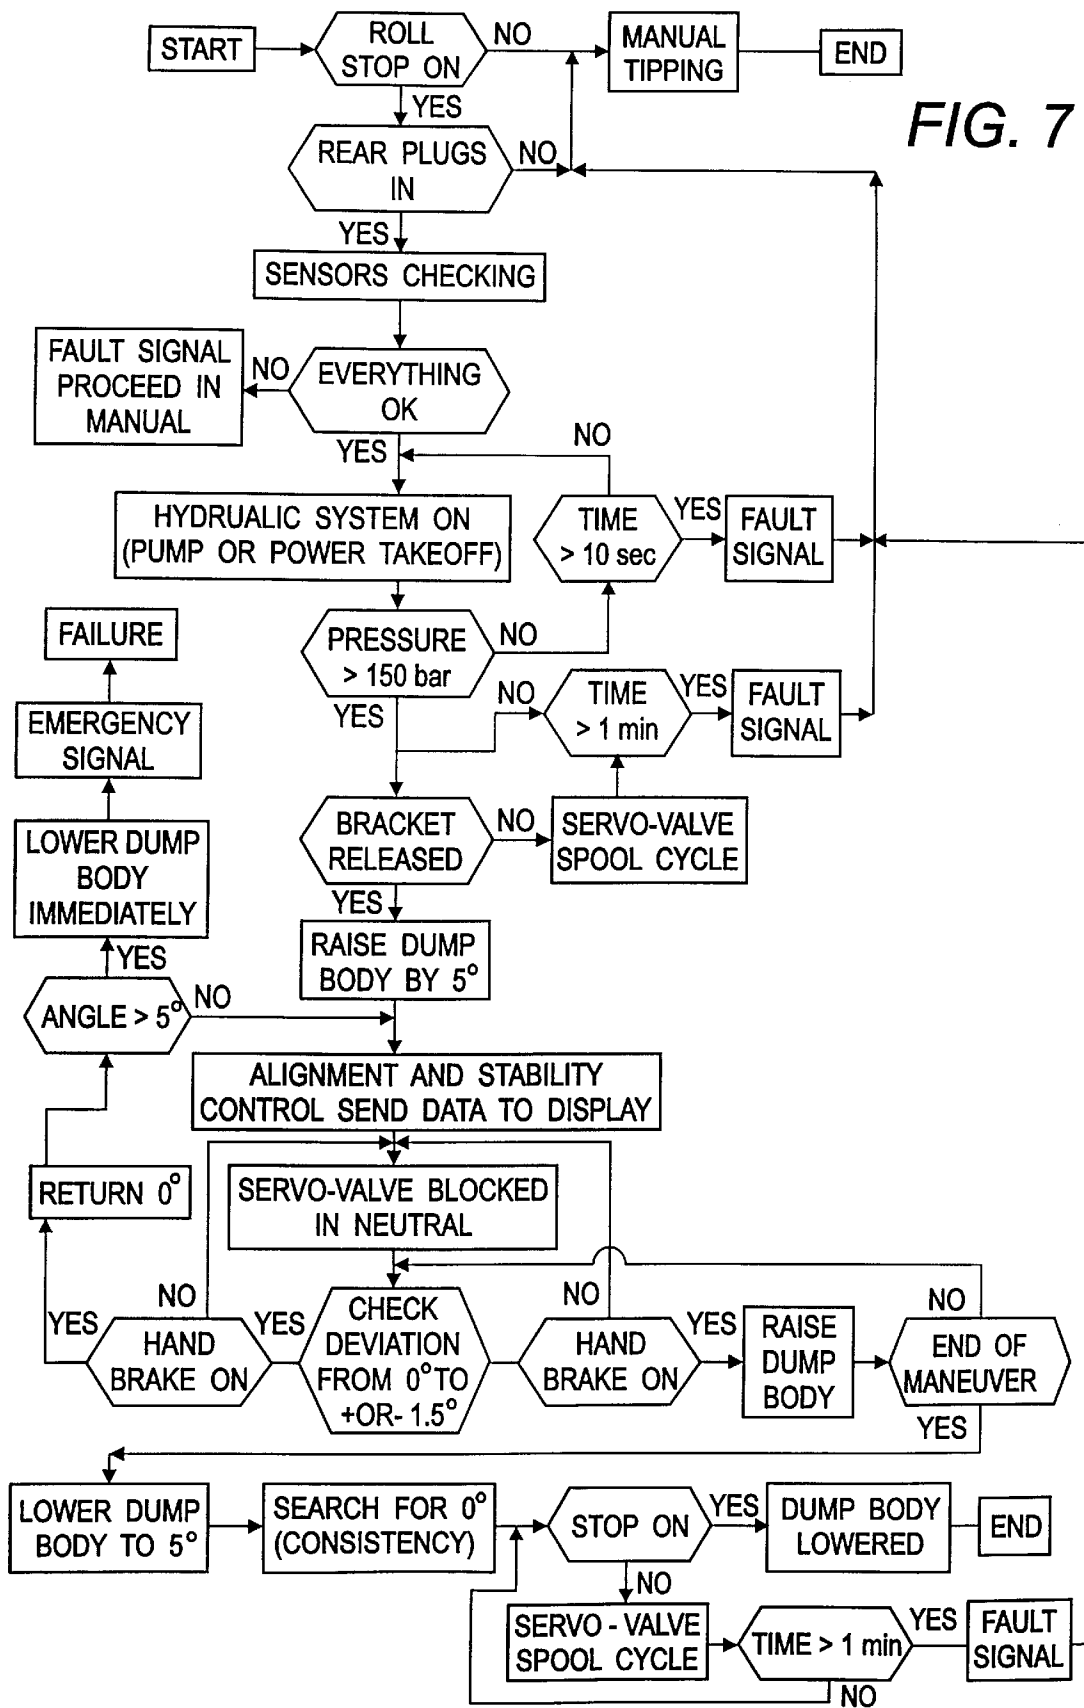 START
ROLL
STOP ON
NO
MANUAL
TIPPING
END
YES
FIG. 7
REAR PLUGS
IN
NO
YES
SENSORS CHECKING
FAULT SIGNAL
PROCEED IN
MANUAL
NO
EVERYTHING
OK
YES
NO
HYDRUALIC SYSTEM ON
(PUMP OR POWER TAKEOFF)
TIME
> 10 sec
YES
FAULT
SIGNAL
FAILURE
PRESSURE
> 150 bar
NO
YES
NO
TIME
> 1 min
YES
FAULT
SIGNAL
EMERGENCY
SIGNAL
BRACKET
RELEASED
NO
SERVO-VALVE
SPOOL CYCLE
LOWER DUMP
BODY
IMMEDIATELY
YES
RAISE DUMP
BODY BY 5°
YES
ANGLE > 5°
NO
ALIGNMENT AND STABILITY
CONTROL SEND DATA TO DISPLAY
RETURN 0°
SERVO-VALVE BLOCKED
IN NEUTRAL
YES
NO
HAND
BRAKE ON
YES
CHECK
DEVIATION
FROM 0° TO
+OR- 1.5°
NO
HAND
BRAKE ON
YES
RAISE
DUMP
BODY
NO
END OF
MANEUVER
YES
LOWER DUMP
BODY TO 5°
SEARCH FOR 0°
(CONSISTENCY)
STOP ON
YES
DUMP BODY
LOWERED
END
NO
SERVO - VALVE
SPOOL CYCLE
TIME > 1 min
YES
FAULT
SIGNAL
NO